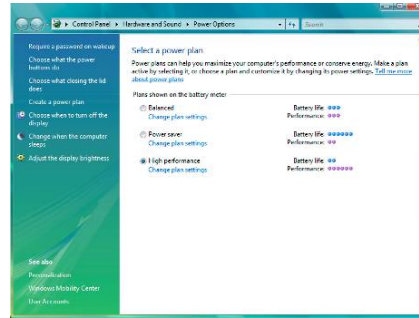 Control Panel ▸ Hardware and Sound ▸ Power Options
Search
Require a password on wakeup
Choose what the power
buttons do
Choose what closing the lid
does
Create a power plan
Choose when to turn off the
display
Change when the computer
sleeps
Adjust the display brightness
See also
Personalization
Windows Mobility Center
User Accounts
Select a power plan
Power plans can help you maximize your computer's performance or conserve energy. Make a plan
active by selecting it, or choose a plan and customize it by changing its power settings. Tell me more
about power plans
Plans shown on the battery meter
Balanced
Battery life:
Change plan settings
Performance:
Power saver
Battery life:
Change plan settings
Performance:
High performance
Battery life:
Change plan settings
Performance: